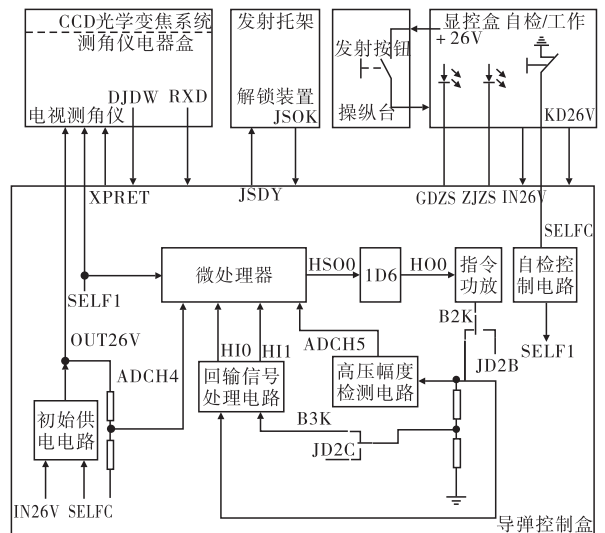 CCD光学变焦系统
测角仪电器盒
DJDW RXD
电视测角仪
发射托架
解锁装置
JSOK
发射按钮
操纵台
显控盒 自检/工作
+26V
KD26V
XPRET
JSDY
GDZS ZJZS IN26V
SELFC
微处理器
HSO0
1D6
HO0
指令
功放
自检控
制电路
SELF1
SELF1
B2K
JD2B
OUT26V
ADCH4
HI0
HI1
ADCH5
回输信号
处理电路
高压幅度
检测电路
初始供
电电路
B3K
JD2C
IN26V SELFC
导弹控制盒